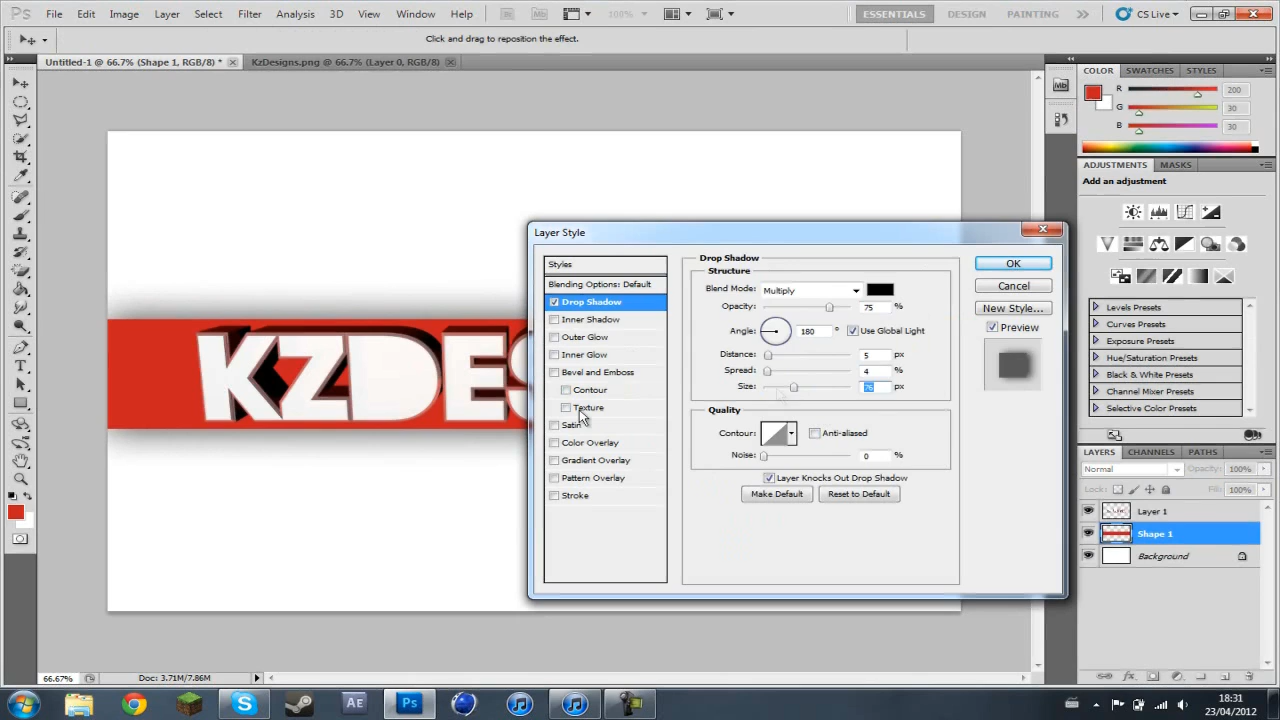 Ps File Edit Image Layer Select Filter Analysis 3D View Window Help Br Mb 100% ESSENTIALS DESIGN PAINTING CS Live
Click and drag to reposition the effect.
Untitled-1 @ 66.7% (Shape 1, RGB/8) * KzDesigns.png @ 66.7% (Layer 0, RGB/8)
COLOR SWATCHES STYLES
Mb
R 200
G 30
B 30
ADJUSTMENTS MASKS
Add an adjustment
Levels Presets
Curves Presets
Exposure Presets
Hue/Saturation Presets
Black & White Presets
Channel Mixer Presets
Selective Color Presets
KZDES
Layer Style
Styles
Blending Options: Default
Drop Shadow
Inner Shadow
Outer Glow
Inner Glow
Bevel and Emboss
Contour
Texture
Satin
Color Overlay
Gradient Overlay
Pattern Overlay
Stroke
Drop Shadow
Structure
Blend Mode: Multiply
Opacity: 75 %
Angle: 180 ° Use Global Light
Distance: 5 px
Spread: 4 %
Size: 76 px
Quality
Contour: Anti-aliased
Noise: 0 %
Layer Knocks Out Drop Shadow
Make Default Reset to Default
OK
Cancel
New Style...
Preview
LAYERS CHANNELS PATHS
Normal Opacity: 100%
Lock: Fill: 100%
Layer 1
Shape 1
Background
66.67% Doc: 3.71M/7.86M
Ae Ps
18:31
23/04/2012